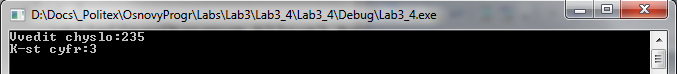 D:\Docs\_Politex\OsnovyProgr\Labs\Lab3\Lab3_4\Lab3_4\Debug\Lab3_4.exe
Vvedit chyslo:235
K-st cyfr:3